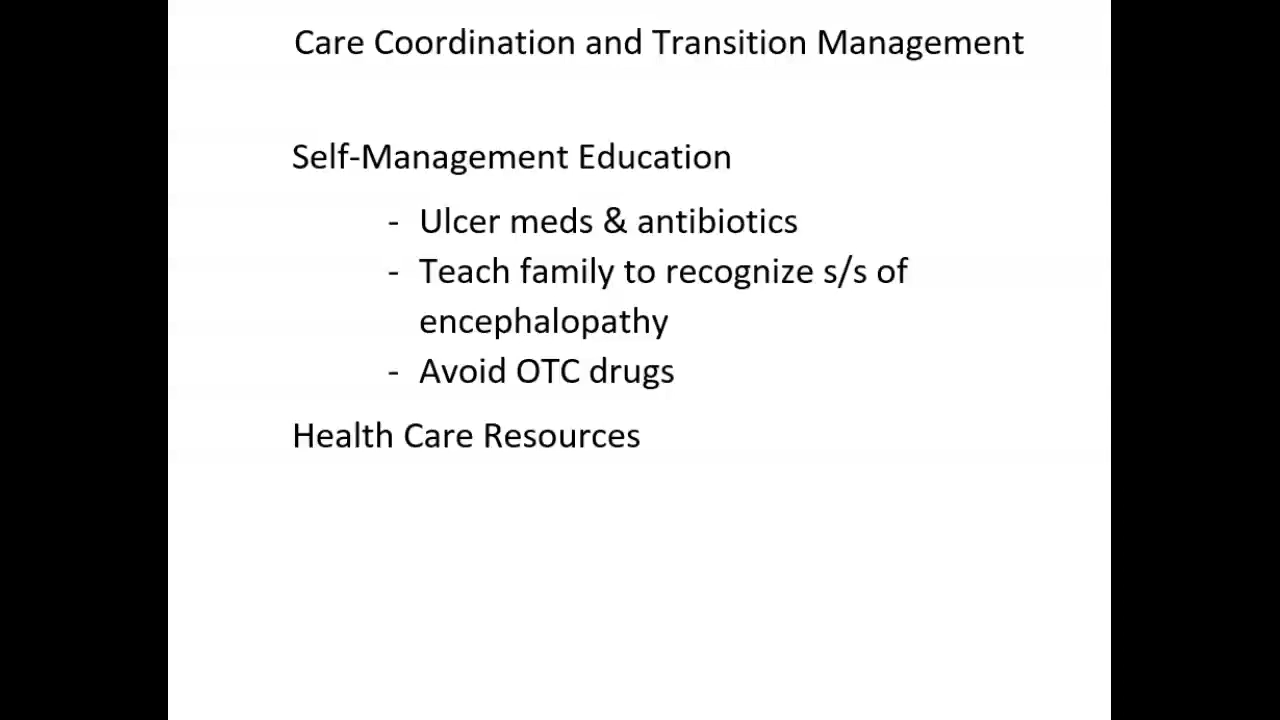 Care Coordination and Transition Management
Self-Management Education
- Ulcer meds & antibiotics
- Teach family to recognize s/s of
encephalopathy
- Avoid OTC drugs
Health Care Resources